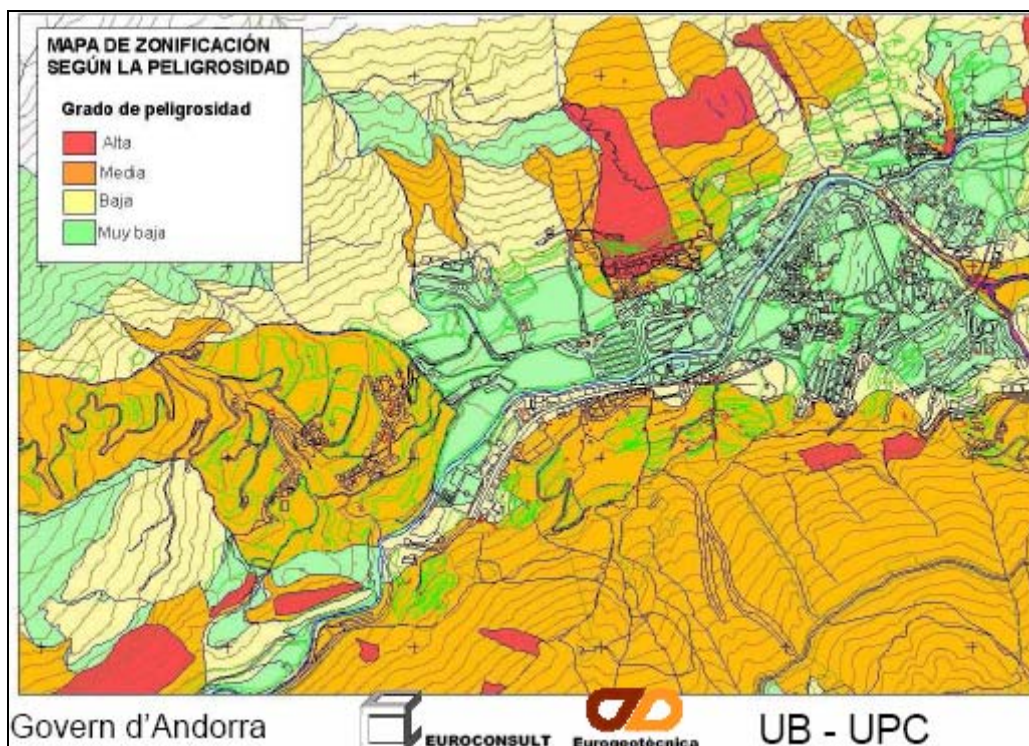 MAPA DE ZONIFICACIÓN
SEGÚN LA PELIGROSIDAD
Grado de peligrosidad
Alta
Media
Baja
Muy baja
Govern d'Andorra
EUROCONSULT
Eurogeotècnica
UB - UPC